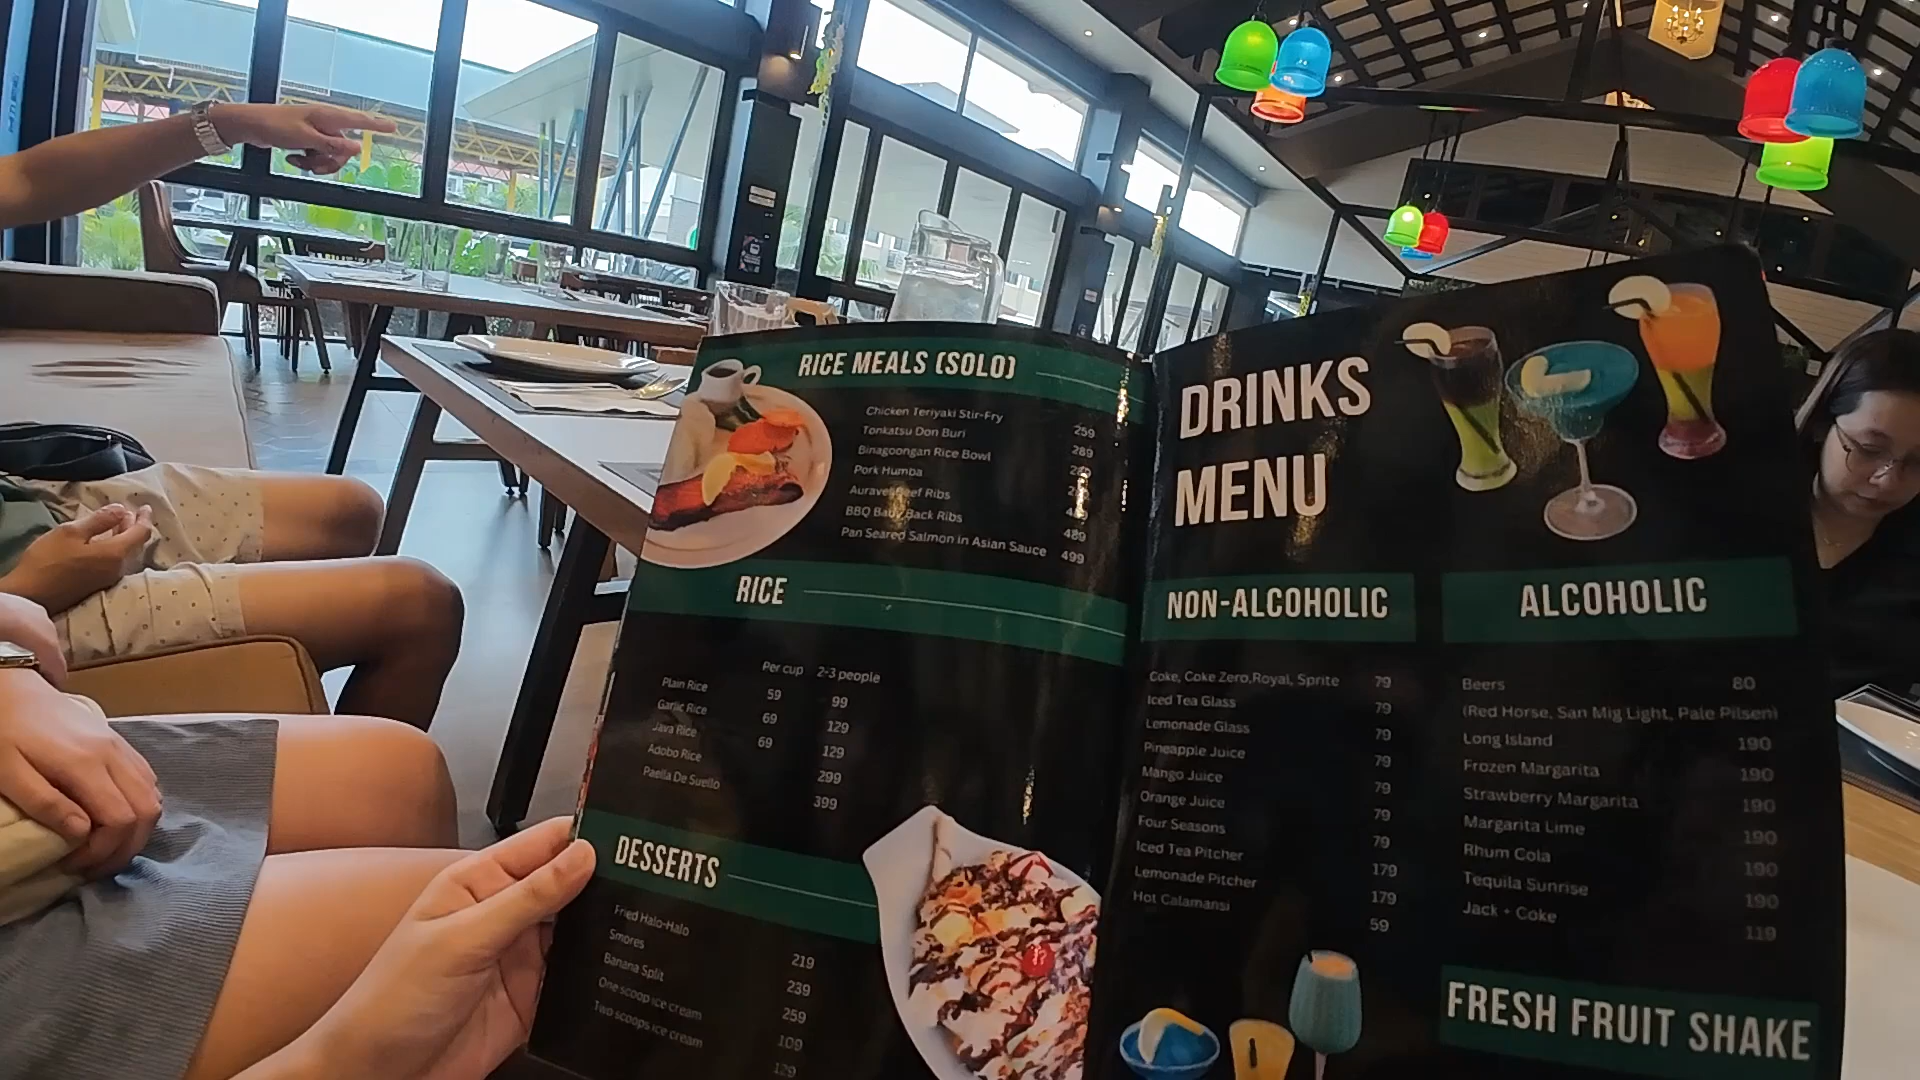 RICE MEALS (SOLO)
Chicken Teriyaki Stir-Fry 259
Tonkatsu Don Buri 289
Binagoongan Rice Bowl
Pork Humba
Beef Ribs
BBQ Baby Back Ribs 489
Pan Seared Salmon in Asian Sauce 499
RICE
Per cup 2-3 people
Plain Rice 59 99
Garlic Rice 69 129
Java Rice 69 129
Adobo Rice 299
Paella De Suello 399
DESSERTS
Fried Halo-Halo 219
Smores 239
Banana Split 259
One scoop ice cream 109
Two scoops ice cream 129
DRINKS
MENU
NON-ALCOHOLIC
Coke, Coke Zero,Royal, Sprite 79
Iced Tea Glass 79
Lemonade Glass 79
Pineapple Juice 79
Mango Juice 79
Orange Juice 79
Four Seasons 79
Iced Tea Pitcher 179
Lemonade Pitcher 179
Hot Calamansi 59
ALCOHOLIC
Beers 80
(Red Horse, San Mig Light, Pale Pilsen)
Long Island 190
Frozen Margarita 190
Strawberry Margarita 190
Margarita Lime 190
Rhum Cola 190
Tequila Sunrise 190
Jack + Coke 119
FRESH FRUIT SHAKE